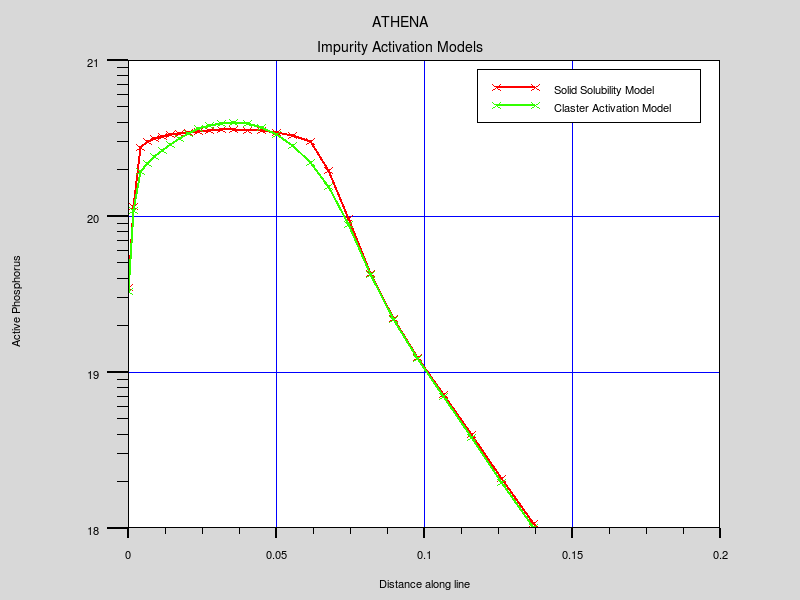 ATHENA
Impurity Activation Models
Solid Solubility Model
Claster Activation Model
21
20
19
18
Active Phosphorus
0
0.05
0.1
0.15
0.2
Distance along line